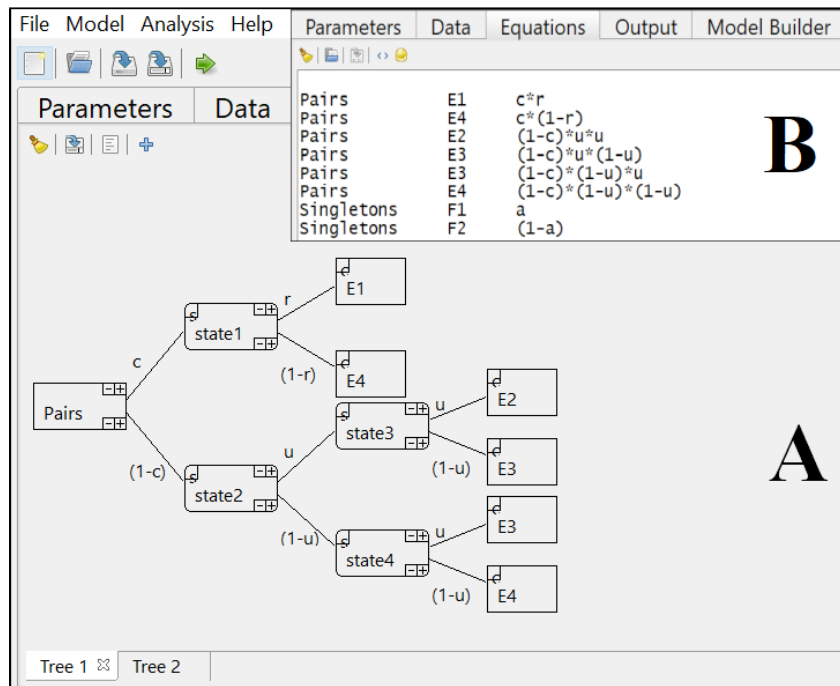 File Model Analysis Help
Parameters Data
Parameters Data Equations Output Model Builder
Pairs E1 c*r
Pairs E4 c*(1-r)
Pairs E2 (1-c)*u*u
Pairs E3 (1-c)*u*(1-u)
Pairs E3 (1-c)*(1-u)*u
Pairs E4 (1-c)*(1-u)*(1-u)
Singletons F1 a
Singletons F2 (1-a)
B
c
E1
r
s
state1
c
(1-r)
c
E4
Pairs
c
E2
u
s
state3
u
(1-c)
s
state2
(1-u)
c
E3
A
c
E3
u
(1-u)
s
state4
(1-u)
c
E4
Tree 1 Tree 2